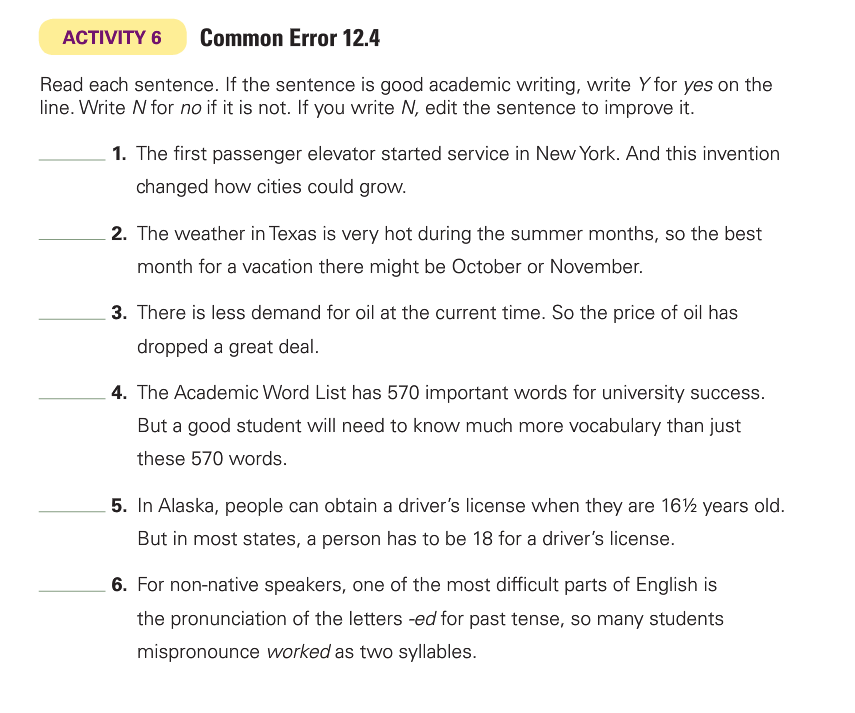 ACTIVITY 6 Common Error 12.4
Read each sentence. If the sentence is good academic writing, write Y for yes on the
line. Write N for no if it is not. If you write N, edit the sentence to improve it.
1. The first passenger elevator started service in New York. And this invention
changed how cities could grow.
2. The weather in Texas is very hot during the summer months, so the best
month for a vacation there might be October or November.
3. There is less demand for oil at the current time. So the price of oil has
dropped a great deal.
4. The Academic Word List has 570 important words for university success.
But a good student will need to know much more vocabulary than just
these 570 words.
5. In Alaska, people can obtain a driver’s license when they are 16½ years old.
But in most states, a person has to be 18 for a driver’s license.
6. For non-native speakers, one of the most difficult parts of English is
the pronunciation of the letters -ed for past tense, so many students
mispronounce worked as two syllables.